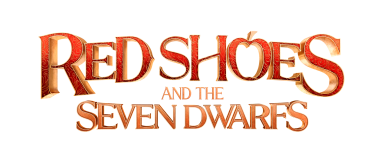 RED SHOES
AND THE
SEVEN DWARFS